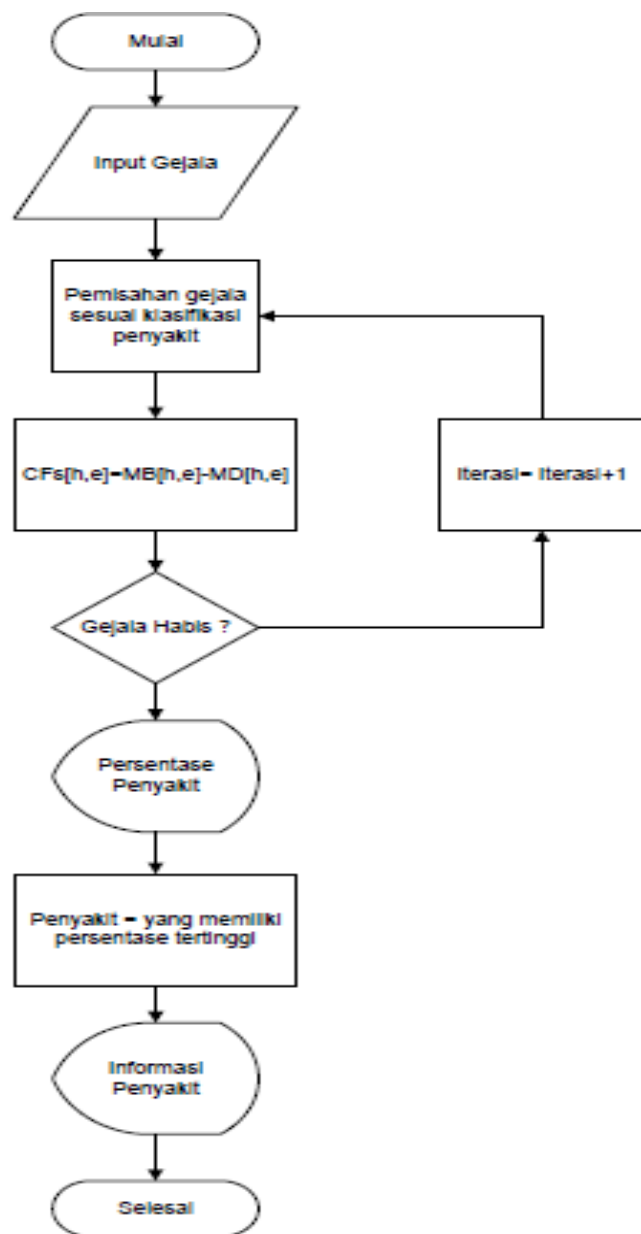 Mulai
Input Gejala
Pemisahan gejala
sesuai klasifikasi
penyakit
CFs[h,e]=MB[h,e]-MD[h,e]
Iterasi= Iterasi+1
Gejala Habis ?
Persentase
Penyakit
Penyakit = yang memiliki
persentase tertinggi
Informasi
Penyakit
Selesai